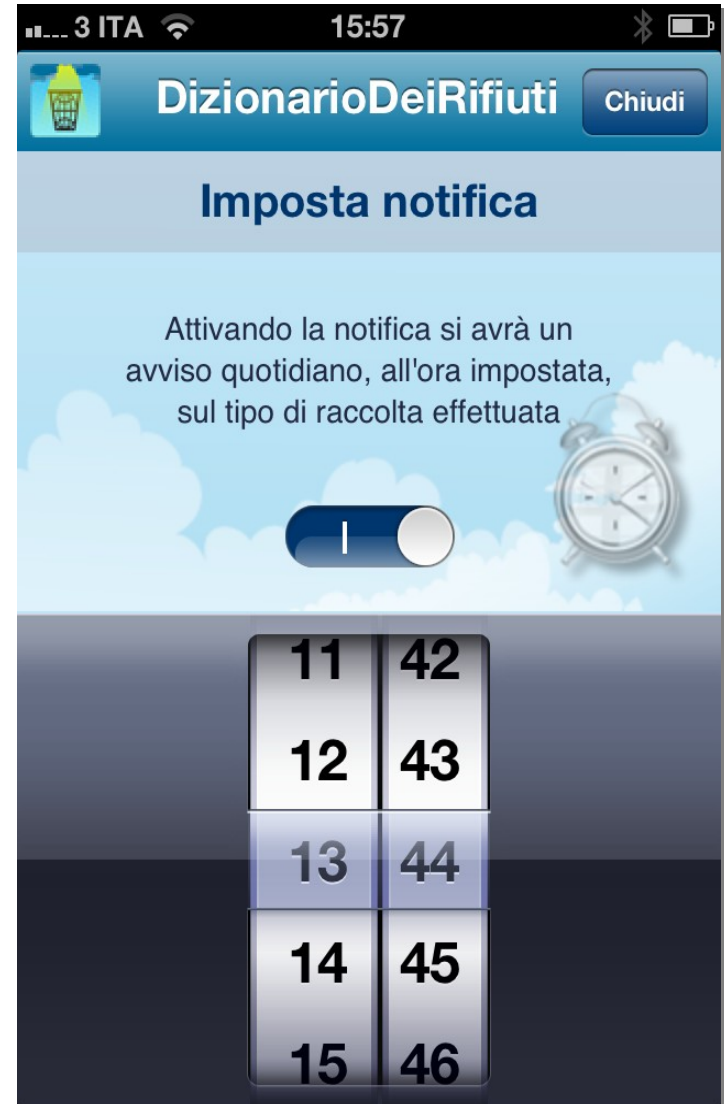 3 ITA 15:57
DizionarioDeiRifiuti Chiudi
Imposta notifica
Attivando la notifica si avrà un
avviso quotidiano, all'ora impostata,
sul tipo di raccolta effettuata
11 42
12 43
13 44
14 45
15 46